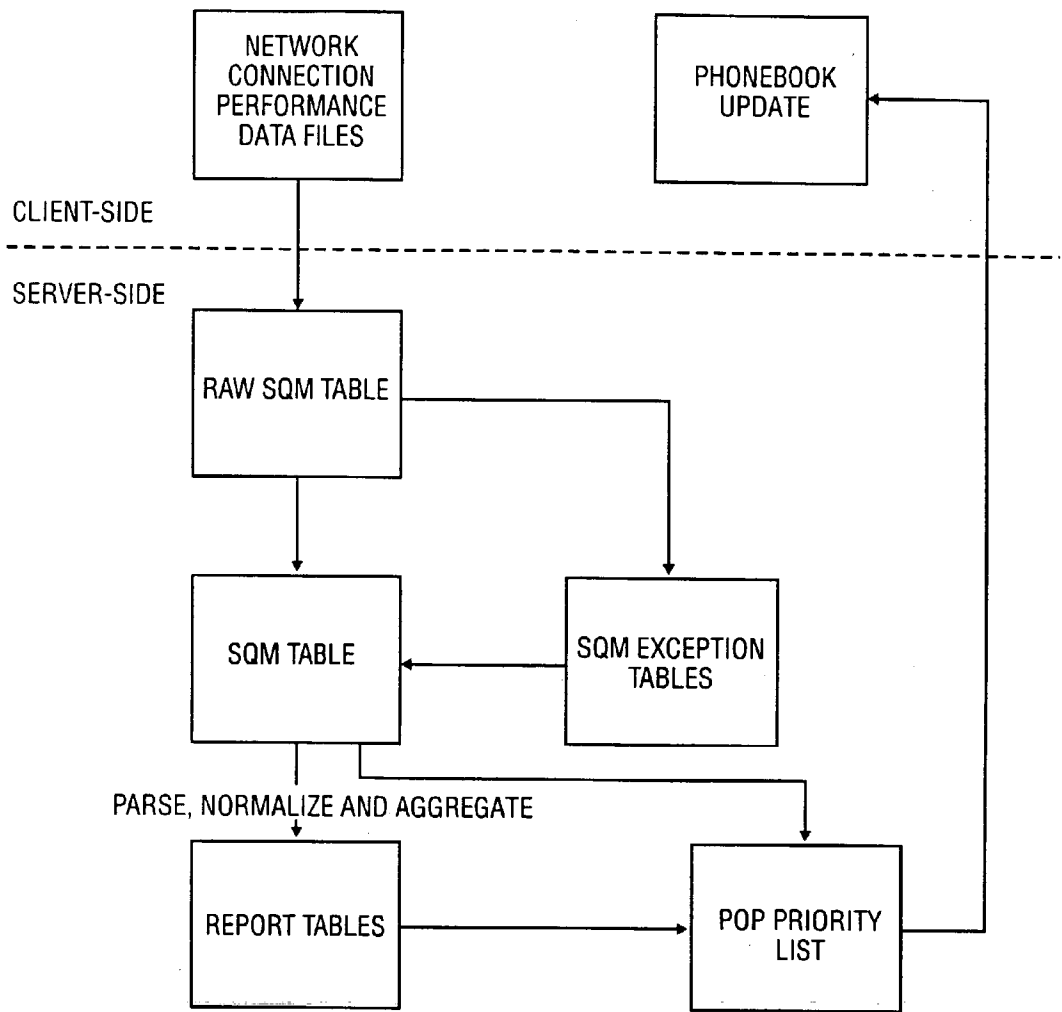 NETWORK
CONNECTION
PERFORMANCE
DATA FILES
PHONEBOOK
UPDATE
CLIENT-SIDE
SERVER-SIDE
RAW SQM TABLE
SQM TABLE
SQM EXCEPTION
TABLES
PARSE, NORMALIZE AND AGGREGATE
REPORT TABLES
POP PRIORITY
LIST